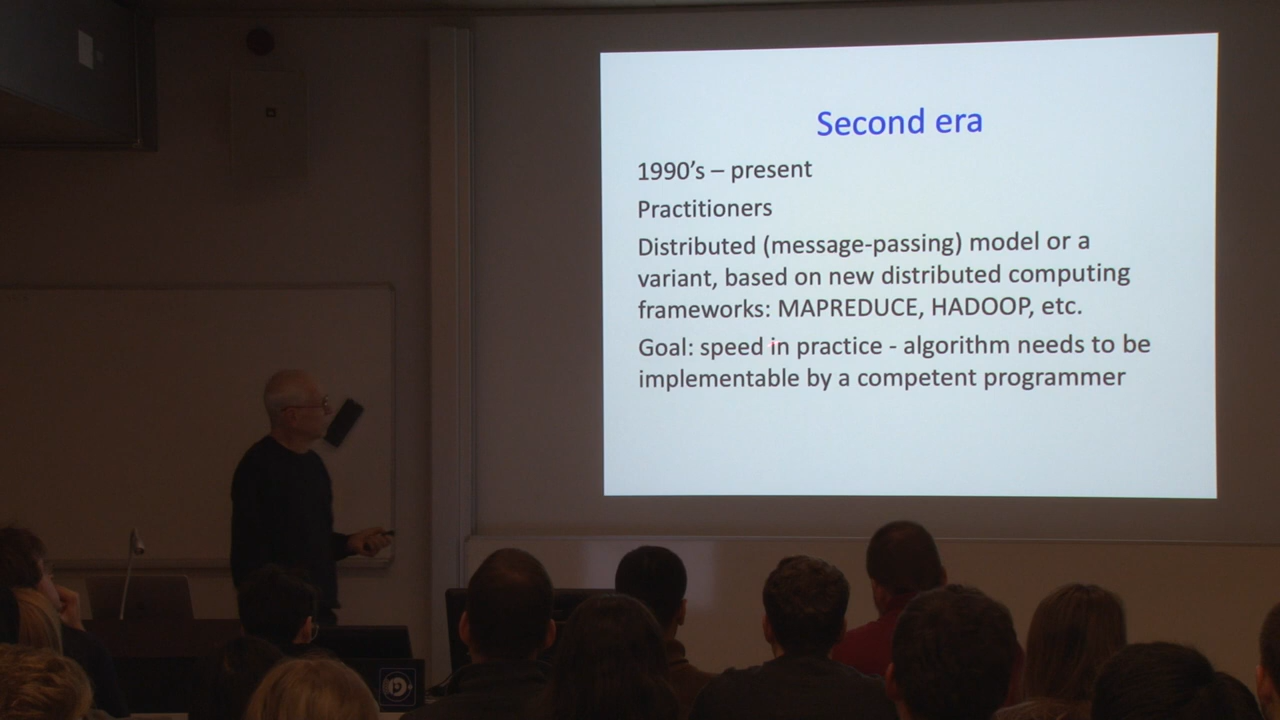 Second era
1990's – present
Practitioners
Distributed (message-passing) model or a
variant, based on new distributed computing
frameworks: MAPREDUCE, HADOOP, etc.
Goal: speed in practice - algorithm needs to be
implementable by a competent programmer